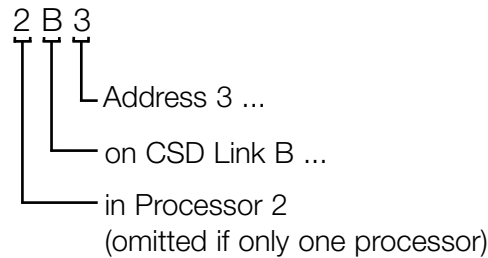 2 B 3
Address 3 ...
on CSD Link B ...
in Processor 2
(omitted if only one processor)